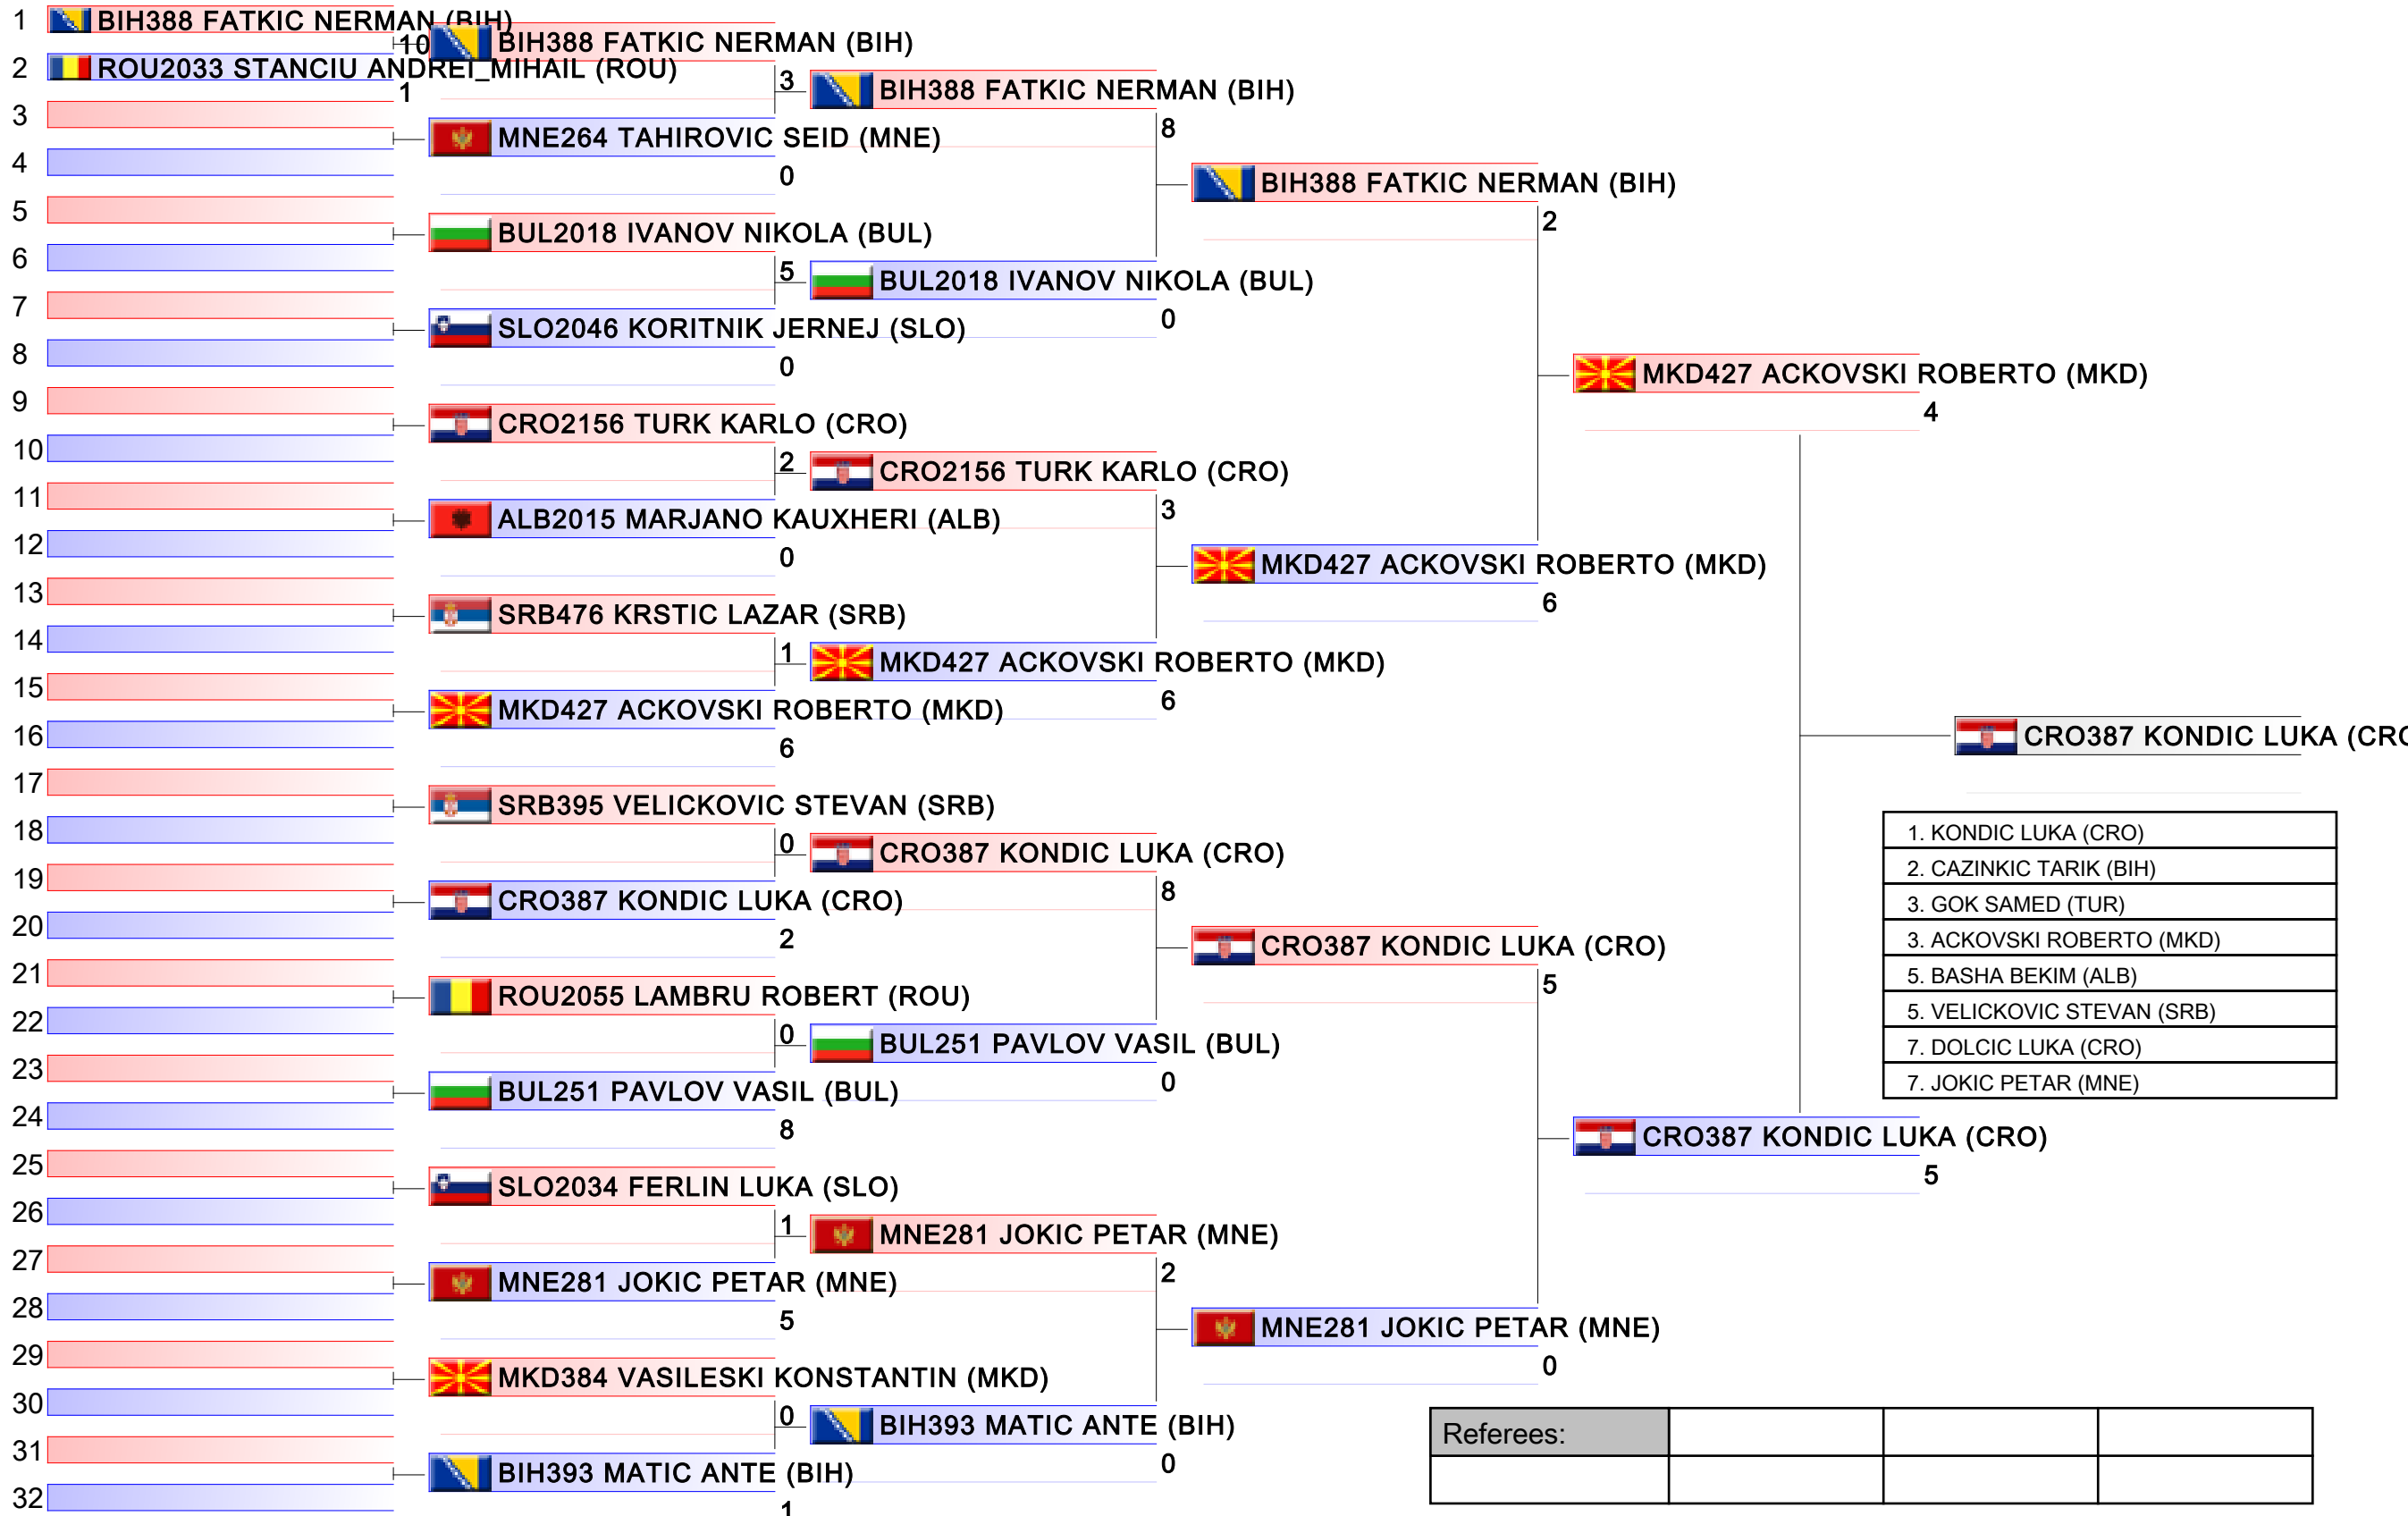 1 BIH388 FATKIC NERMAN (BIH)
10
2 ROU2033 STANCIU ANDREI_MIHAIL (ROU)
1
3
4
5
6
7
8
9
10
11
12
13
14
15
16
17
18
19
20
21
22
23
24
25
26
27
28
29
30
31
32
BIH388 FATKIC NERMAN (BIH)
3
MNE264 TAHIROVIC SEID (MNE)
0
BUL2018 IVANOV NIKOLA (BUL)
5
SLO2046 KORITNIK JERNEJ (SLO)
0
CRO2156 TURK KARLO (CRO)
2
ALB2015 MARJANO KAUXHERI (ALB)
0
SRB476 KRSTIC LAZAR (SRB)
1
MKD427 ACKOVSKI ROBERTO (MKD)
6
SRB395 VELICKOVIC STEVAN (SRB)
0
CRO387 KONDIC LUKA (CRO)
2
ROU2055 LAMBRU ROBERT (ROU)
0
BUL251 PAVLOV VASIL (BUL)
8
SLO2034 FERLIN LUKA (SLO)
1
MNE281 JOKIC PETAR (MNE)
5
MKD384 VASILESKI KONSTANTIN (MKD)
0
BIH393 MATIC ANTE (BIH)
1
BIH388 FATKIC NERMAN (BIH)
8
BUL2018 IVANOV NIKOLA (BUL)
0
CRO2156 TURK KARLO (CRO)
3
MKD427 ACKOVSKI ROBERTO (MKD)
6
CRO387 KONDIC LUKA (CRO)
8
BUL251 PAVLOV VASIL (BUL)
0
MNE281 JOKIC PETAR (MNE)
2
BIH393 MATIC ANTE (BIH)
0
BIH388 FATKIC NERMAN (BIH)
2
MKD427 ACKOVSKI ROBERTO (MKD)
6
CRO387 KONDIC LUKA (CRO)
5
MNE281 JOKIC PETAR (MNE)
0
MKD427 ACKOVSKI ROBERTO (MKD)
4
CRO387 KONDIC LUKA (CRO)
5
CRO387 KONDIC LUKA (CRO
1. KONDIC LUKA (CRO)
2. CAZINKIC TARIK (BIH)
3. GOK SAMED (TUR)
3. ACKOVSKI ROBERTO (MKD)
5. BASHA BEKIM (ALB)
5. VELICKOVIC STEVAN (SRB)
7. DOLCIC LUKA (CRO)
7. JOKIC PETAR (MNE)
Referees: